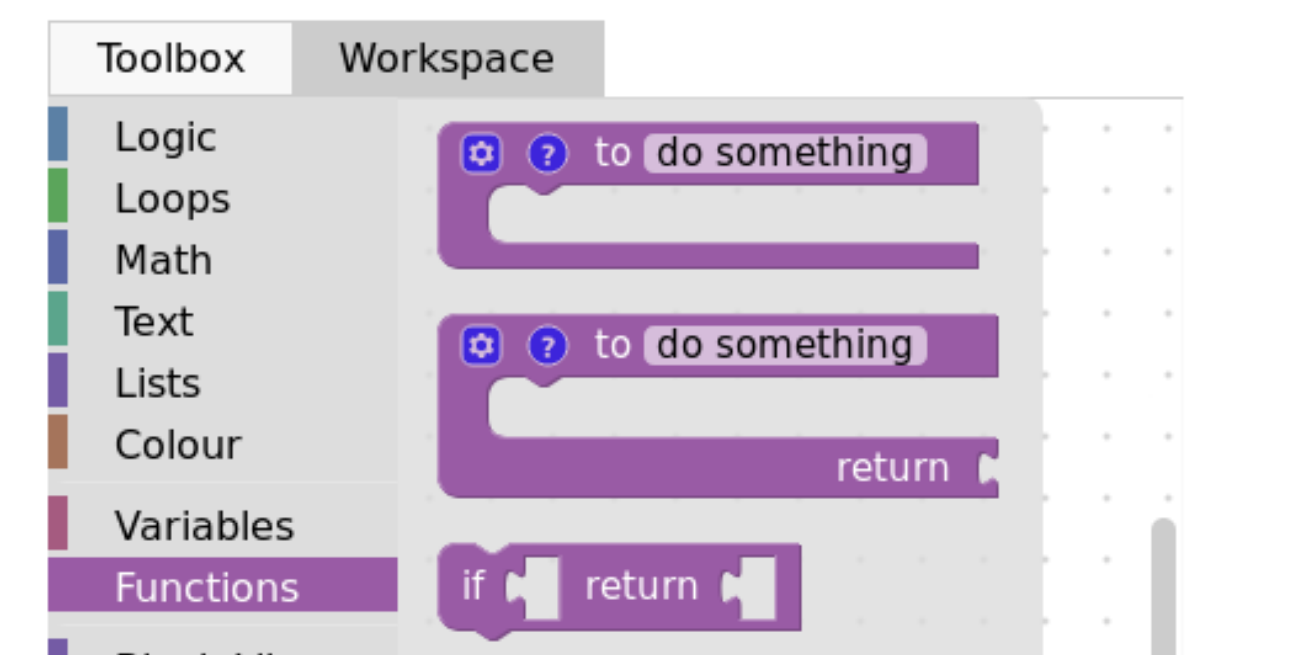 Toolbox Workspace
Logic
Loops
Math
Text
Lists
Colour
Variables
Functions
? to do something
? to do something
return
if return